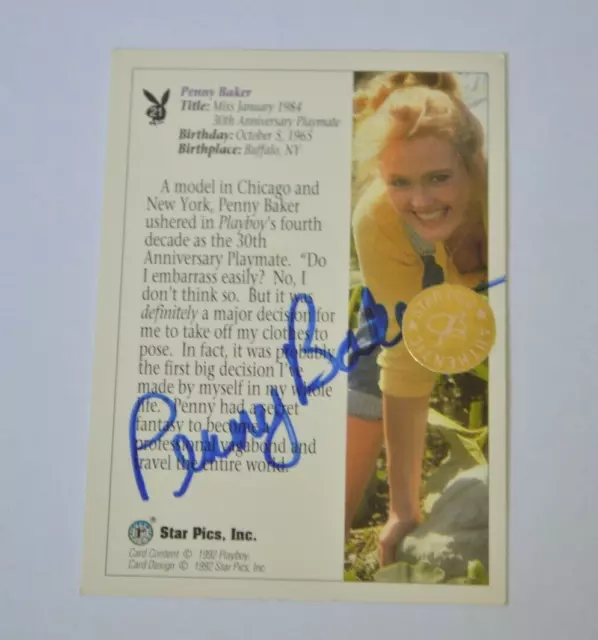 Penny Baker
Title: Miss January 1984
30th Anniversary Playmate
Birthday: October 5, 1965
Birthplace: Buffalo, NY
21
A model in Chicago and
New York, Penny Baker
ushered in Playboy's fourth
decade as the 30th
Anniversary Playmate. "Do
I embarrass easily? No, I
don't think so. But it was
definitely a major decision for
me to take off my clothes to
pose. In fact, it was probably
the first big decision I've
made by myself in my whole
life." Penny had a secret
fantasy to become a
professional vagabond and
travel the entire world.
Penny Baker
STAR PICS
AUTHENTIC
Star Pics, Inc.
Card Content © 1992 Playboy
Card Design © 1992 Star Pics, Inc